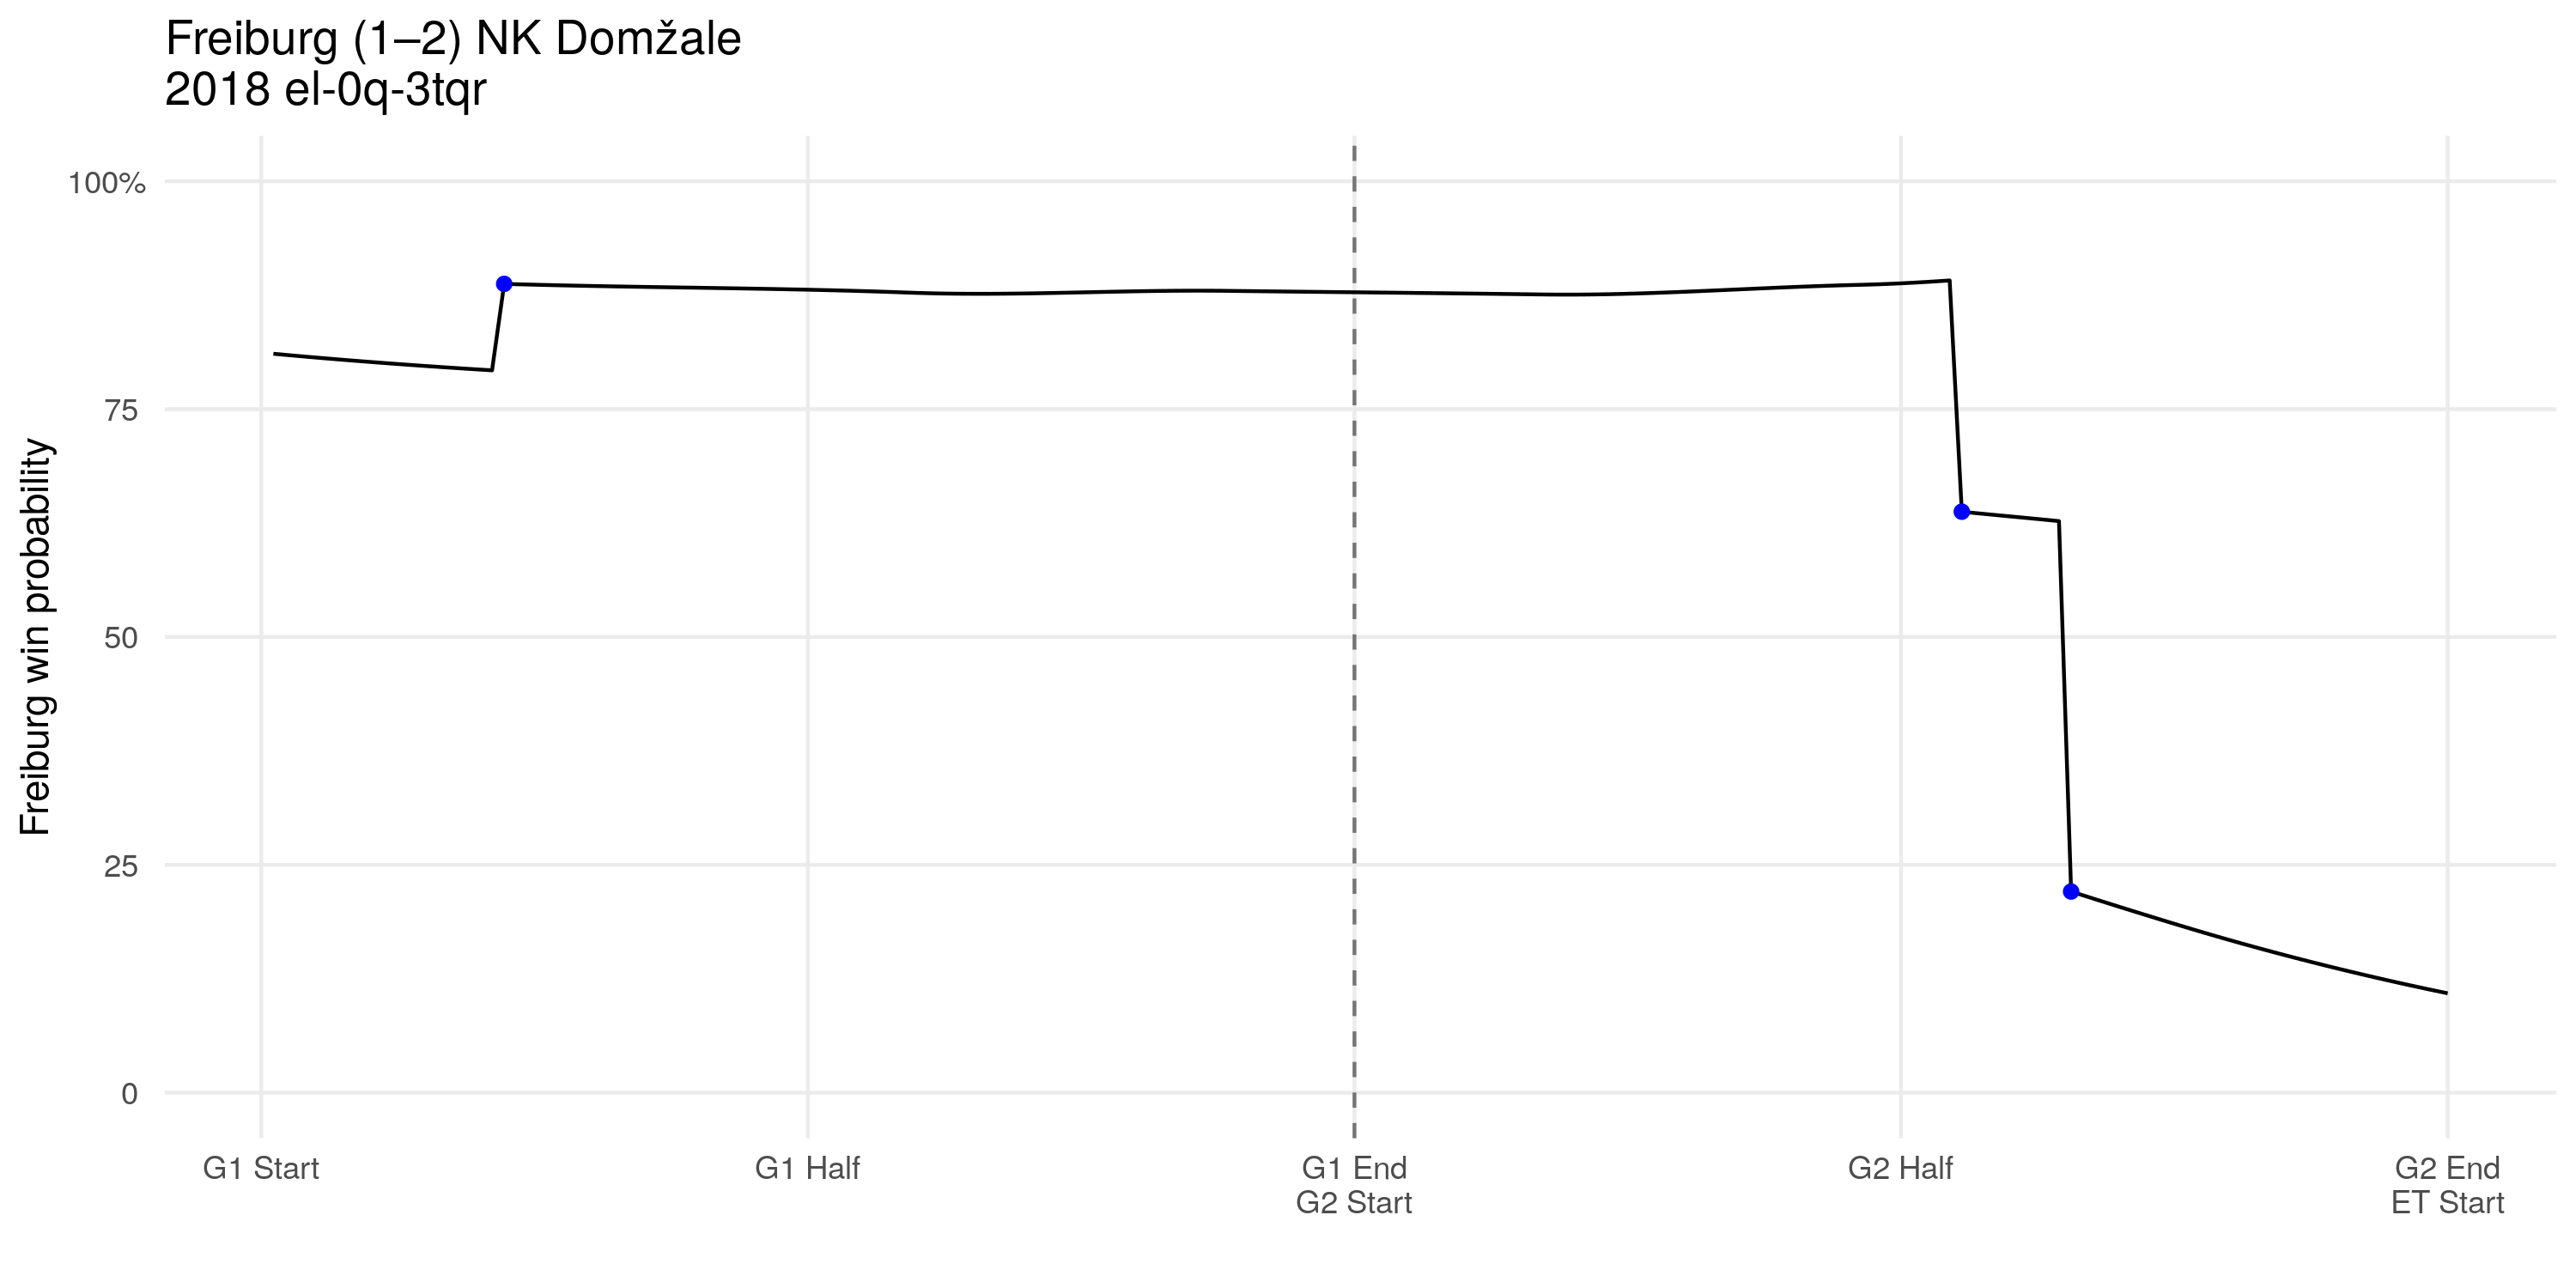 Freiburg (1–2) NK Domžale
2018 el-0q-3tqr
Freiburg win probability
100%
75
50
25
0
G1 Start
G1 Half
G1 End
G2 Start
G2 Half
G2 End
ET Start